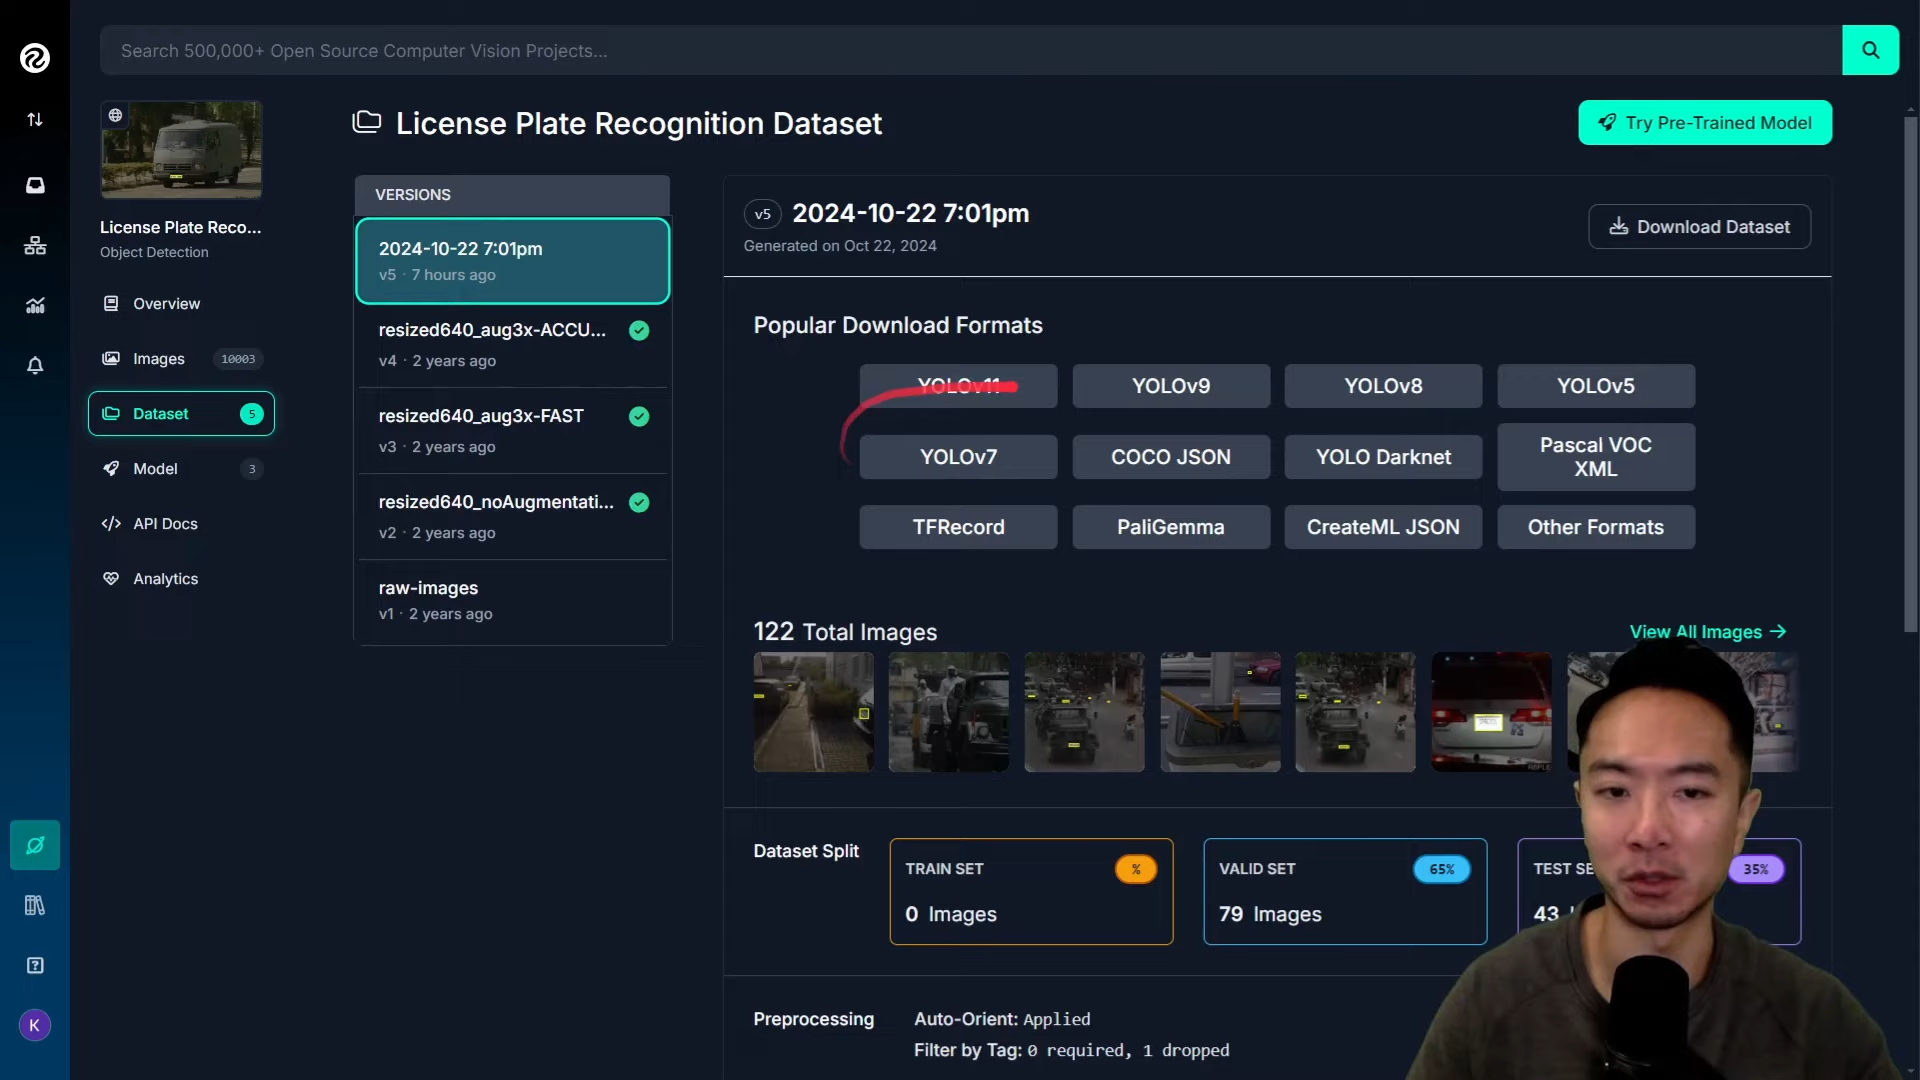 Search 500,000+ Open Source Computer Vision Projects...
License Plate Reco...
Object Detection
Overview
Images 10003
Dataset 5
Model 3
API Docs
Analytics
K
License Plate Recognition Dataset
Try Pre-Trained Model
VERSIONS
2024-10-22 7:01pm
v5 · 7 hours ago
resized640_aug3x-ACCU...
v4 · 2 years ago
resized640_aug3x-FAST
v3 · 2 years ago
resized640_noAugmentati...
v2 · 2 years ago
raw-images
v1 · 2 years ago
v5 2024-10-22 7:01pm
Generated on Oct 22, 2024
Download Dataset
Popular Download Formats
YOLOv11 YOLOv9 YOLOv8 YOLOv5
YOLOv7 COCO JSON YOLO Darknet Pascal VOC XML
TFRecord PaliGemma CreateML JSON Other Formats
122 Total Images
View All Images →
Dataset Split
TRAIN SET %
0 Images
VALID SET 65%
79 Images
TEST SE 35%
43
Preprocessing
Auto-Orient: Applied
Filter by Tag: 0 required, 1 dropped